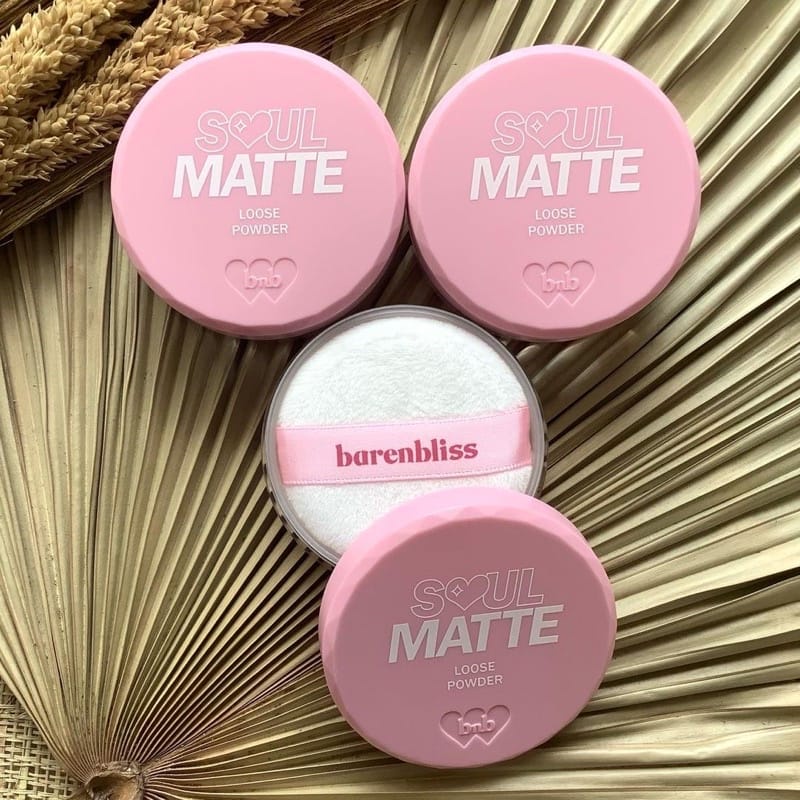 SOUL
MATTE
LOOSE
POWDER
bnb
SOUL
MATTE
LOOSE
POWDER
bnb
barenbliss
SOUL
MATTE
LOOSE
POWDER
bnb